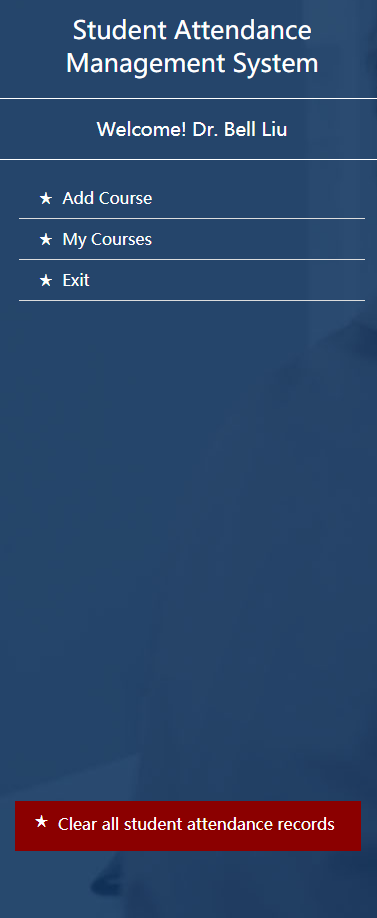 Student Attendance
Management System
Welcome! Dr. Bell Liu
★ Add Course
★ My Courses
★ Exit
★ Clear all student attendance records